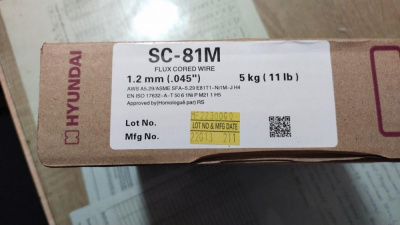 HYUNDAI
SC-81M
FLUX CORED WIRE
1.2 mm (.045") 5 kg ( 11 lb )
AWS A5.29/ASME SFA-5.29 E81T1-Ni1M-J H4
EN ISO 17632-A-T 50 6 1Ni P M21 1 H5
Approved by(Homologuй par) RS
Lot No.
LOT NO & MFG DATE
Mfg No.